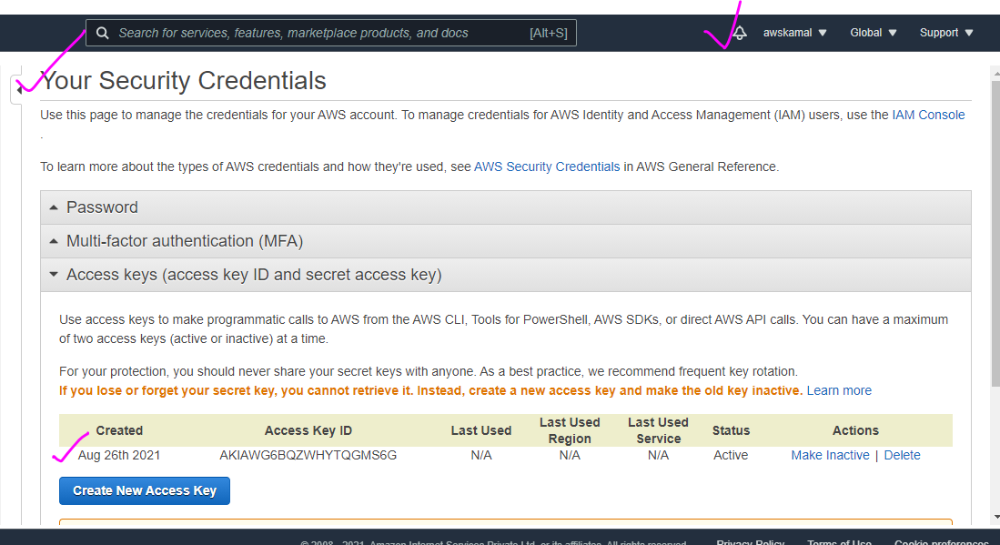 Search for services, features, marketplace products, and docs [Alt+S] awskamal Global Support
Your Security Credentials
Use this page to manage the credentials for your AWS account. To manage credentials for AWS Identity and Access Management (IAM) users, use the IAM Console
.
To learn more about the types of AWS credentials and how they're used, see AWS Security Credentials in AWS General Reference.
Password
Multi-factor authentication (MFA)
Access keys (access key ID and secret access key)
Use access keys to make programmatic calls to AWS from the AWS CLI, Tools for PowerShell, AWS SDKs, or direct AWS API calls. You can have a maximum
of two access keys (active or inactive) at a time.
For your protection, you should never share your secret keys with anyone. As a best practice, we recommend frequent key rotation.
If you lose or forget your secret key, you cannot retrieve it. Instead, create a new access key and make the old key inactive. Learn more
Created Access Key ID Last Used Last Used Region Last Used Service Status Actions
Aug 26th 2021 AKIAWG6BQZWHYTQGMS6G N/A N/A N/A Active Make Inactive | Delete
Create New Access Key
© 2008 - 2021, Amazon Internet Services Private Ltd. or its affiliates. All rights reserved. Privacy Policy Terms of Use Cookie preferences